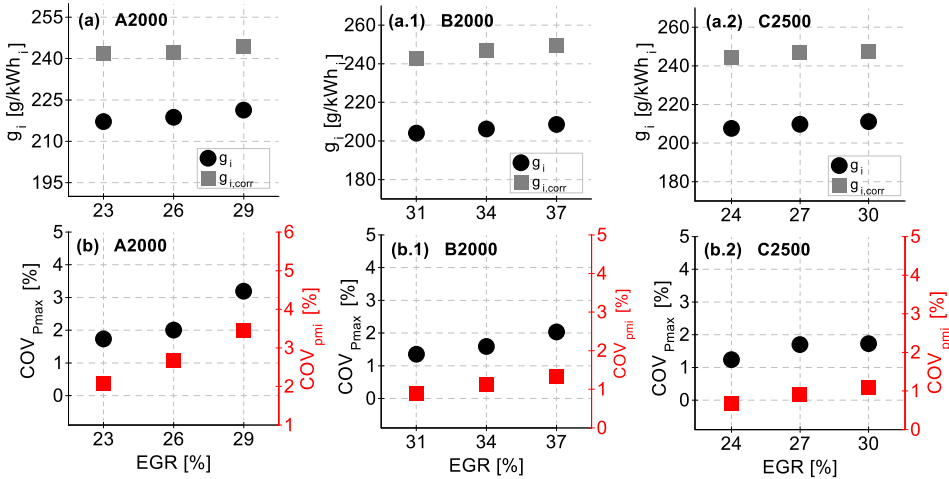 (a) A2000
g_i [g/kWh_i]
255
240
225
210
195
g_i
g_i,corr
23 26 29
(a.1) B2000
g_i [g/kWh_i]
260
240
220
200
180
g_i
g_i,corr
31 34 37
(a.2) C2500
g_i [g/kWh_i]
260
240
220
200
180
g_i
g_i,corr
24 27 30
(b) A2000
COV_Pmax [%]
5
4
3
2
1
0
COV_pmi [%]
6
5
4
3
2
1
23 26 29
EGR [%]
(b.1) B2000
COV_Pmax [%]
5
4
3
2
1
0
COV_pmi [%]
5
4
3
2
1
0
31 34 37
EGR [%]
(b.2) C2500
COV_Pmax [%]
5
4
3
2
1
0
COV_pmi [%]
5
4
3
2
1
0
24 27 30
EGR [%]